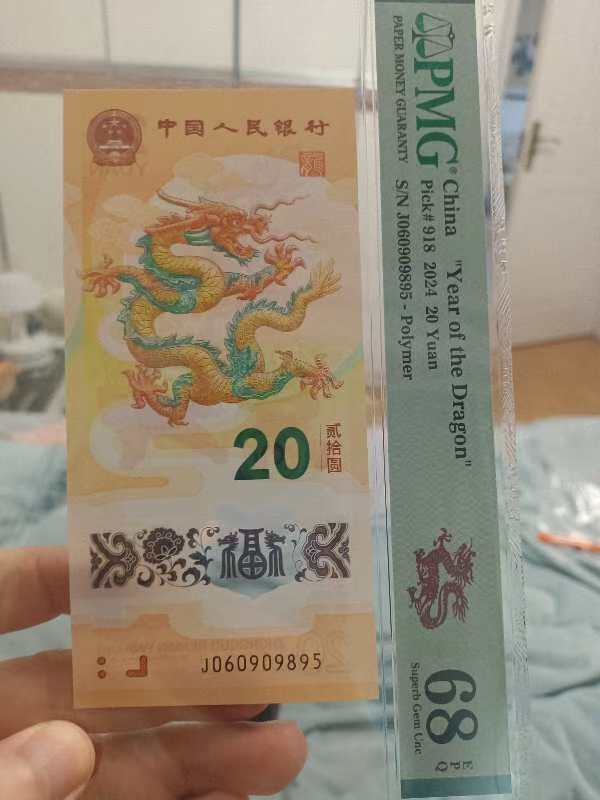 中国人民银行
20
贰拾圆
福
J060909895
PMG®
PAPER MONEY GUARANTY
China "Year of the Dragon"
Pick# 918 2024 20 Yuan
S/N J060909895 - Polymer
68 EPQ
Superb Gem Unc